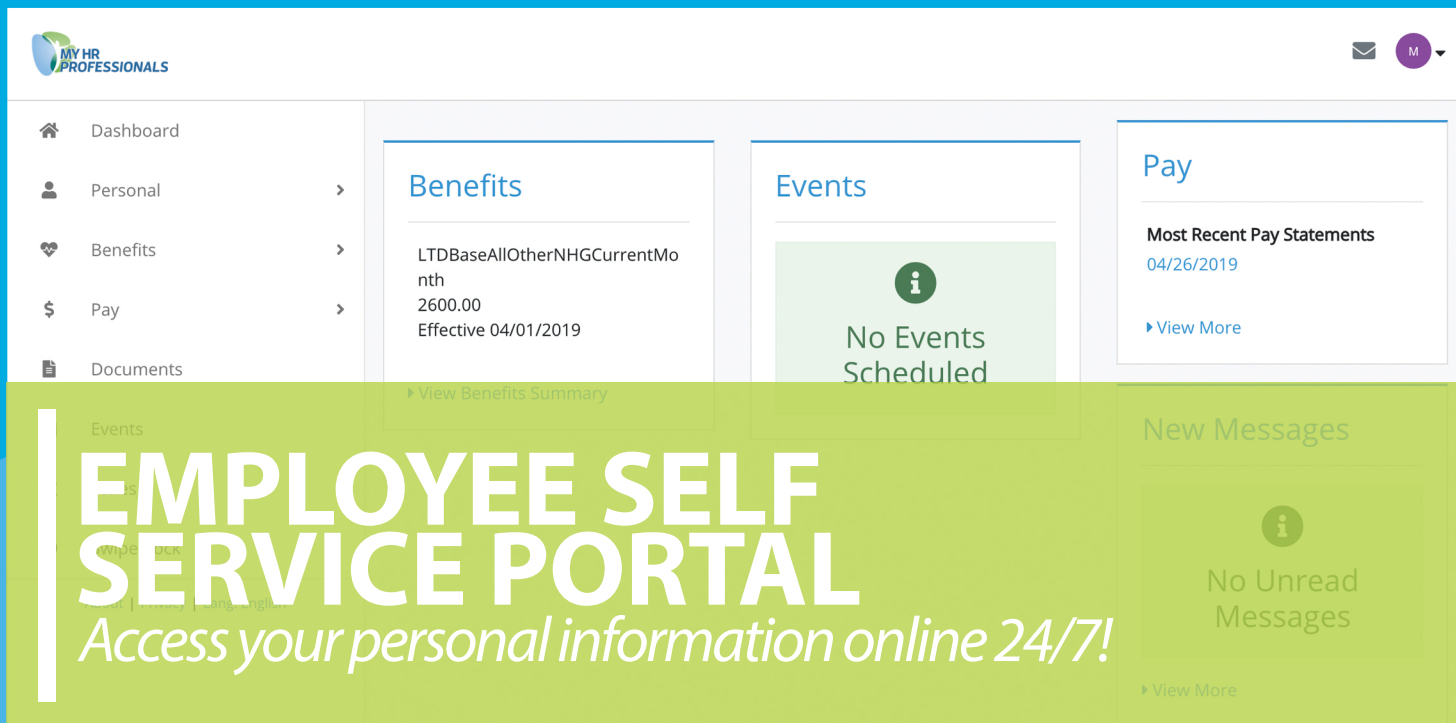 MY HR
PROFESSIONALS
M
Dashboard
Personal
Benefits
Pay
Documents
Events
Benefits
LTDBaseAllOtherNHGCurrentMo
nth
2600.00
Effective 04/01/2019
View Benefits Summary
Events
No Events
Scheduled
Pay
Most Recent Pay Statements
04/26/2019
View More
New Messages
No Unread
Messages
View More
EMPLOYEE SELF
SERVICE PORTAL
Access your personal information online 24/7!